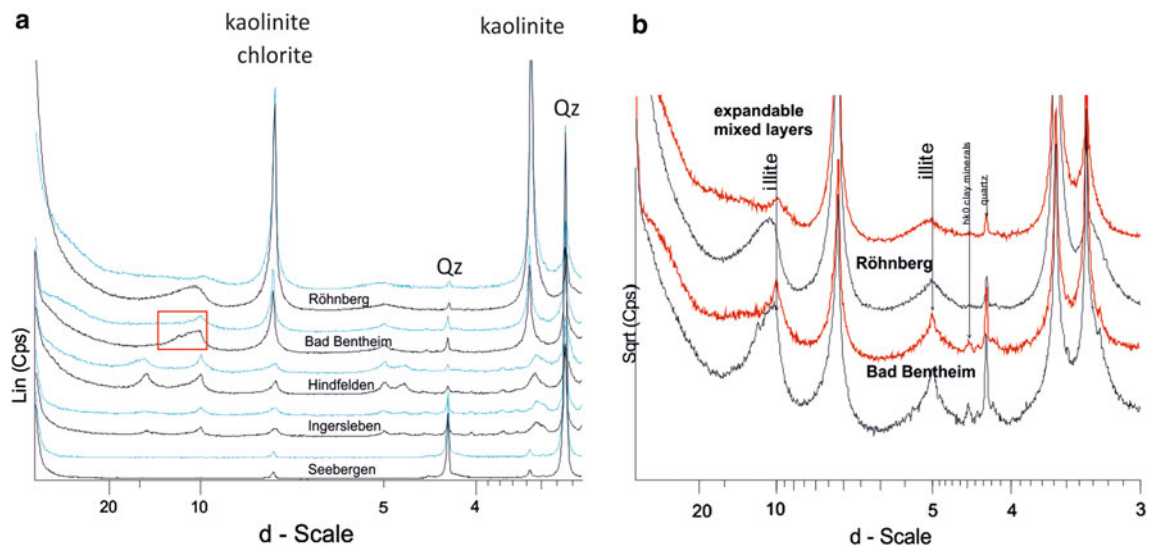 a
kaolinite
chlorite
kaolinite
Qz
Qz
Röhnberg
Bad Bentheim
Hindfelden
Ingersleben
Seebergen
Lin (Cps)
20
10
5
4
d - Scale
b
expandable
mixed layers
illite
illite
hk0 clay minerals
quartz
Röhnberg
Bad Bentheim
Sqrt (Cps)
20
10
5
4
3
d - Scale